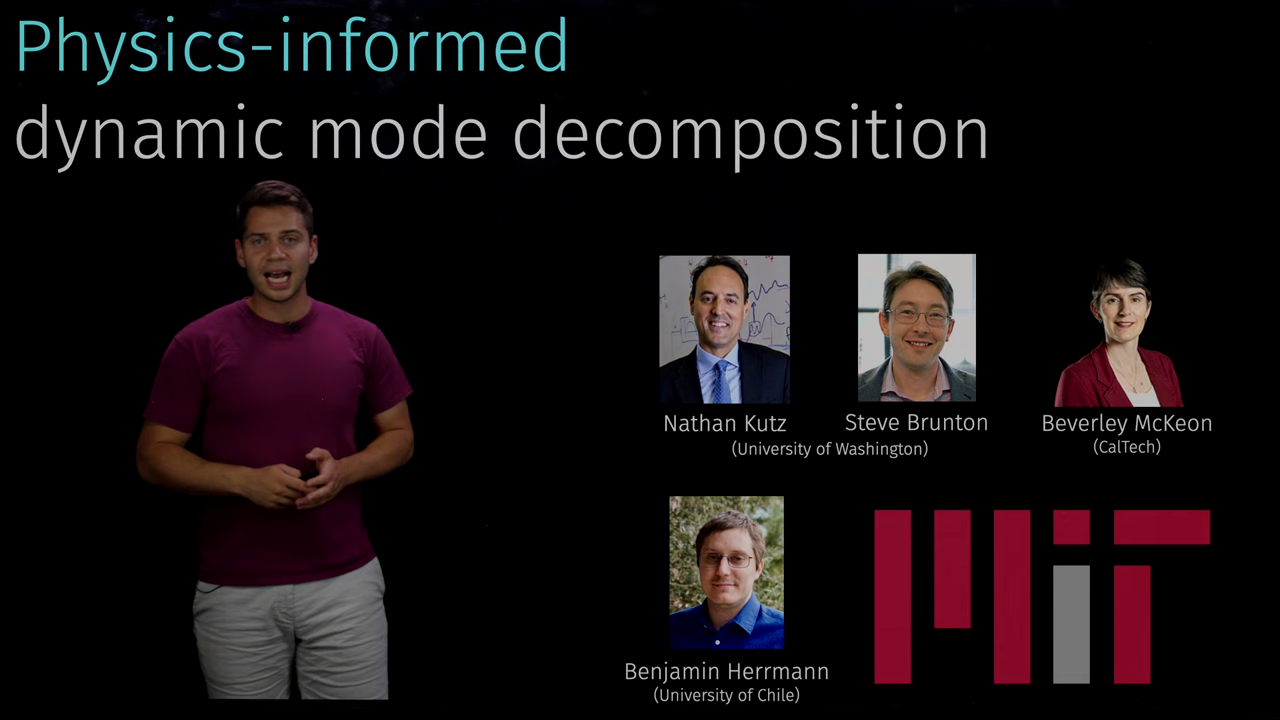 Physics-informed
dynamic mode decomposition
Nathan Kutz
Steve Brunton
(University of Washington)
Beverley McKeon
(CalTech)
Benjamin Herrmann
(University of Chile)
MIT